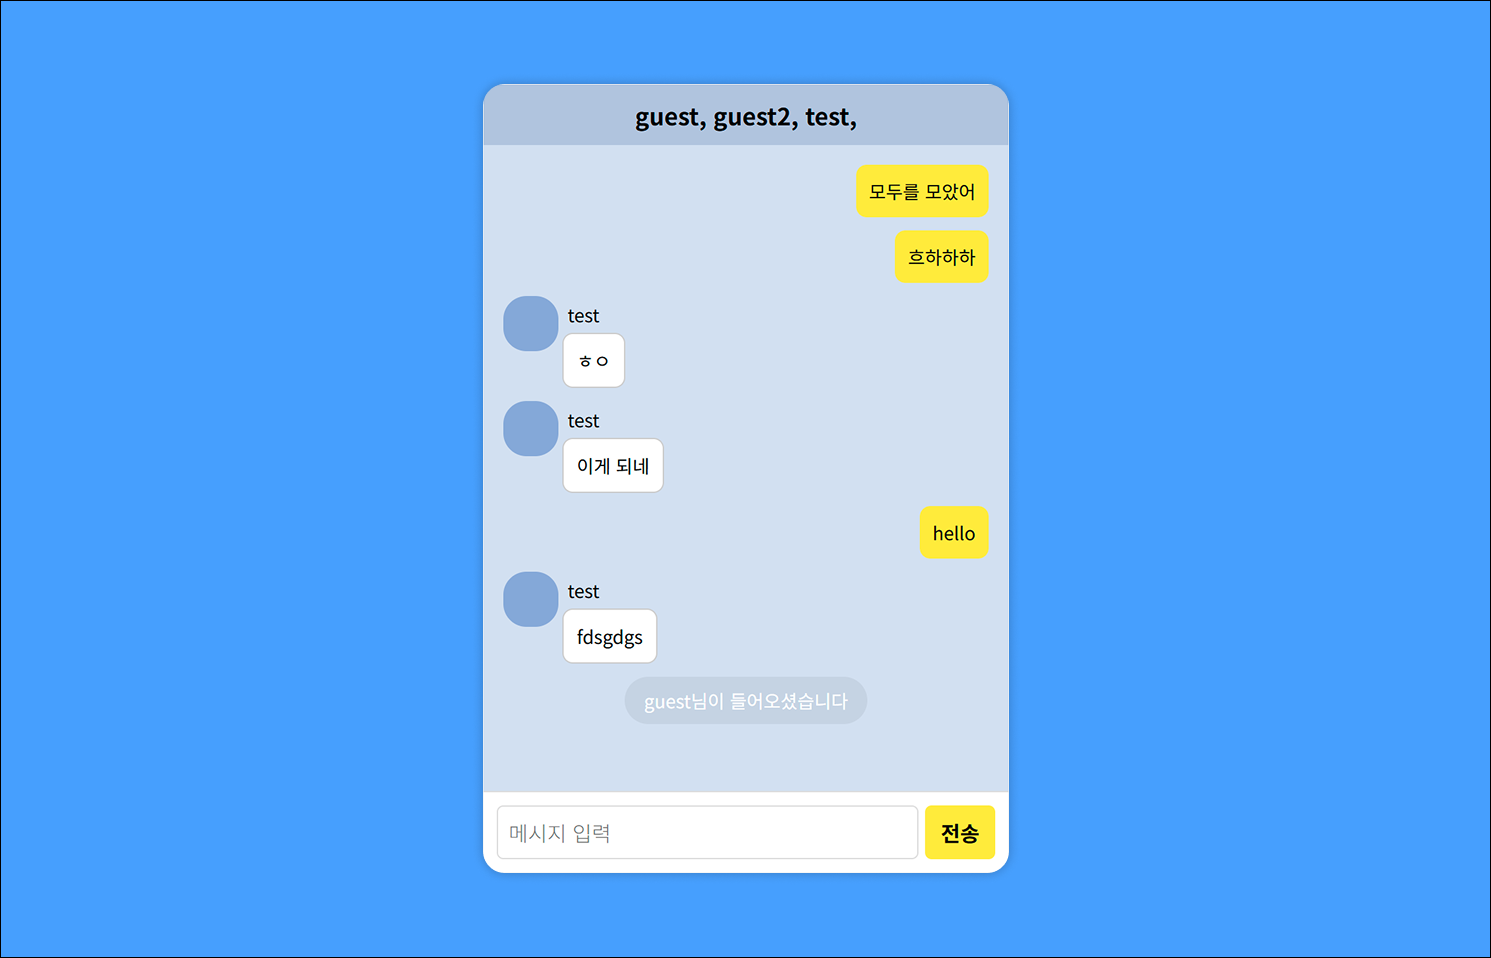 guest, guest2, test,
모두를 모았어
흐하하하
test
ㅎㅇ
test
이게 되네
hello
test
fdsgdgs
guest님이 들어오셨습니다
메시지 입력
전송